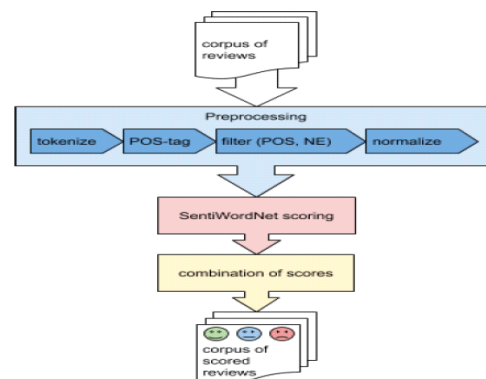 corpus of
reviews
Preprocessing
tokenize
POS-tag
filter (POS, NE)
normalize
SentiWordNet scoring
combination of scores
corpus of
scored
reviews